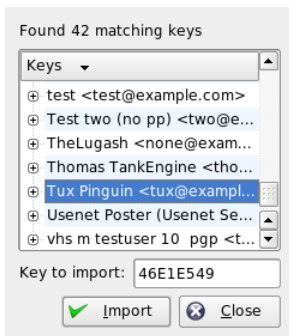 Found 42 matching keys
Keys
test <test@example.com>
Test two (no pp) <two@e...
TheLugash <none@exam...
Thomas TankEngine <tho...
Tux Pinguin <tux@exampl...
Usenet Poster (Usenet Se...
vhs m testuser 10 pgp <t...
Key to import: 46E1E549
Import Close